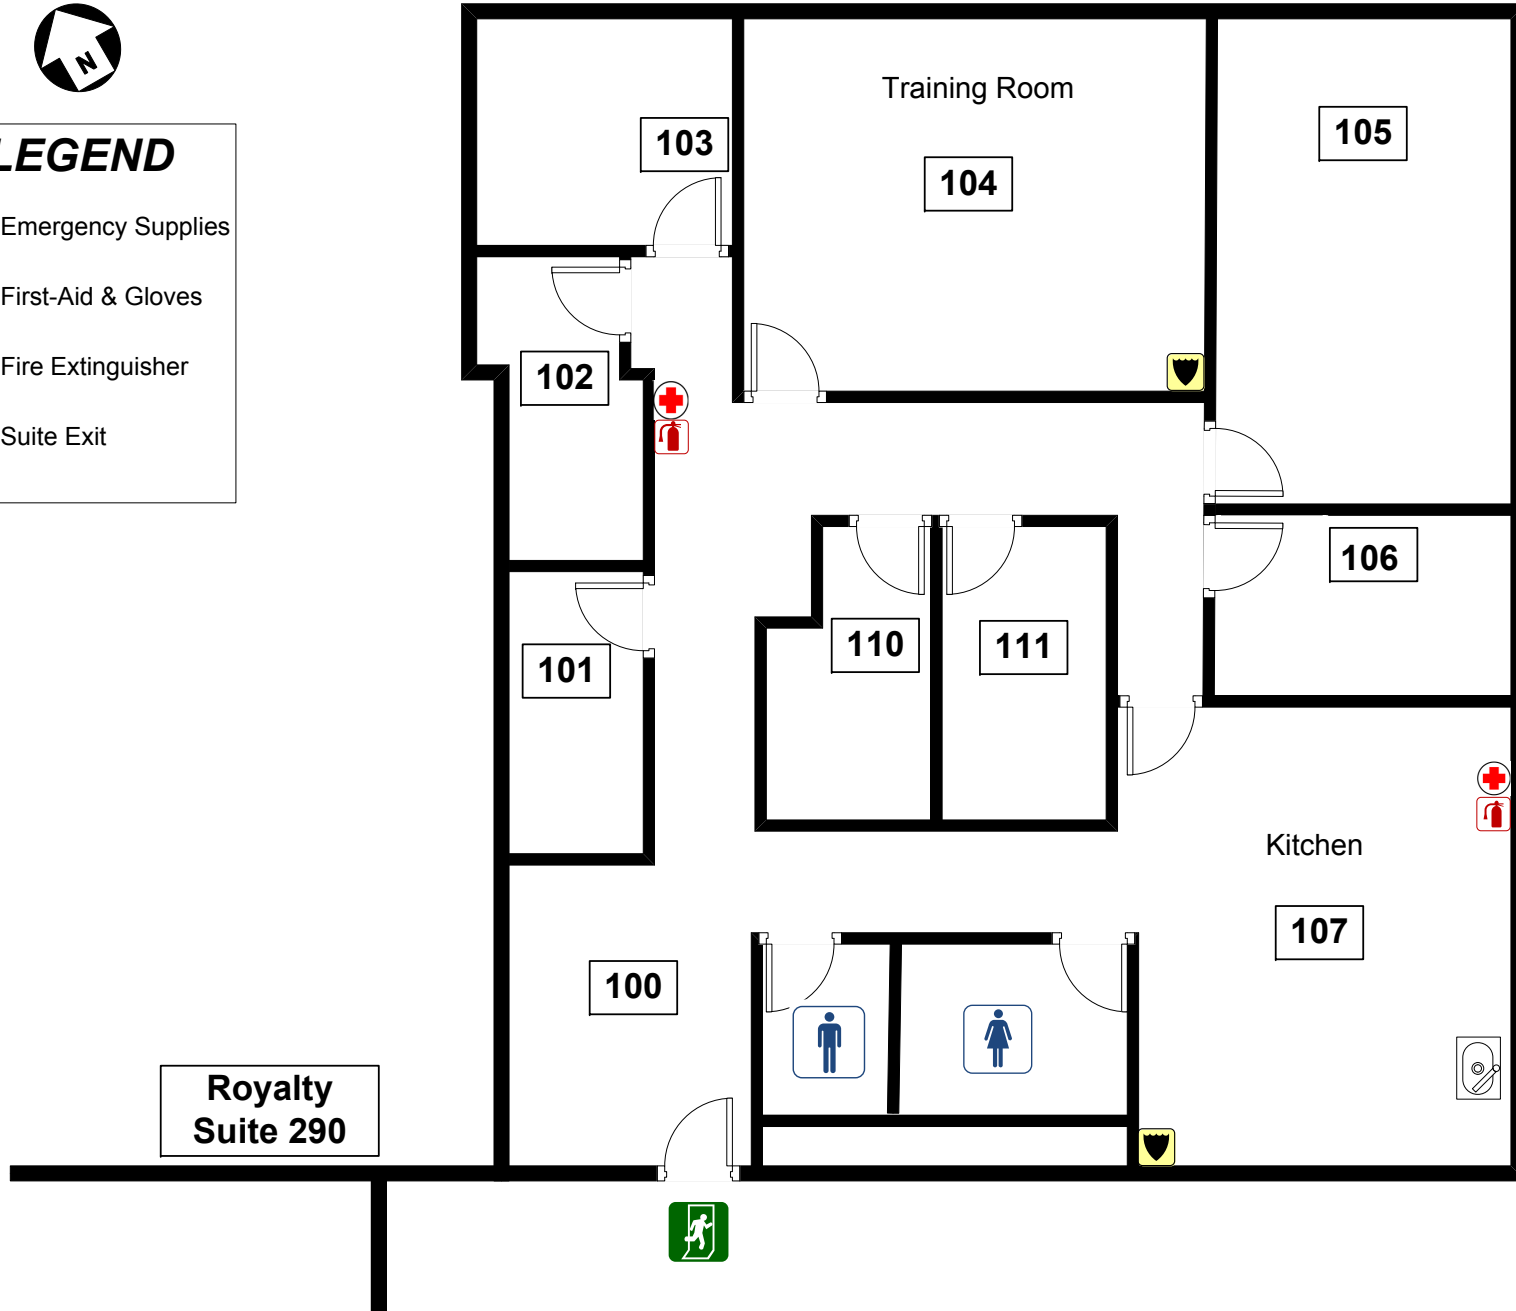 N
LEGEND
Emergency Supplies
First-Aid & Gloves
Fire Extinguisher
Suite Exit
Training Room
103
104
105
102
106
110
111
101
Kitchen
107
100
Royalty
Suite 290